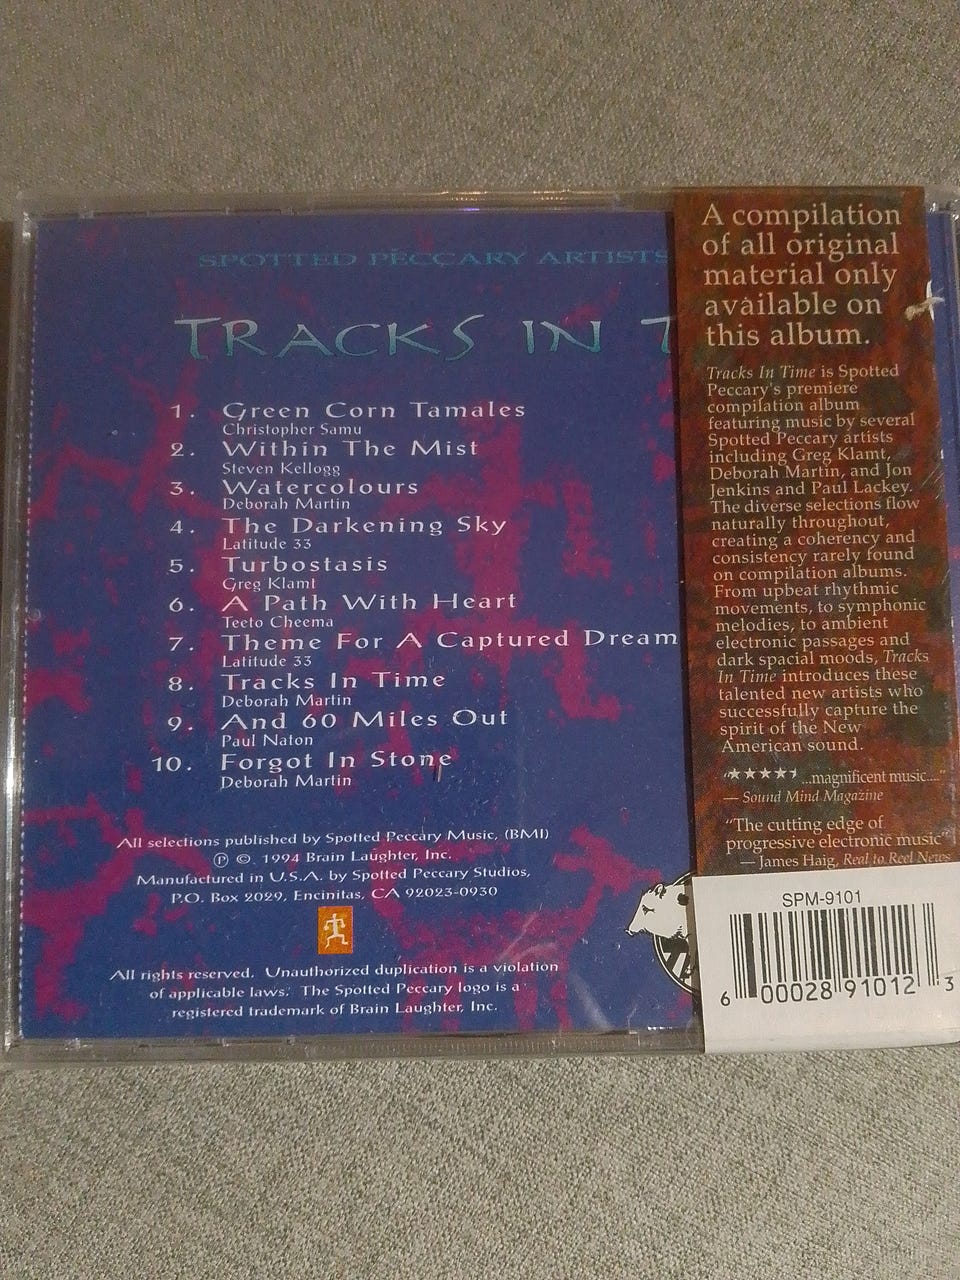 SPOTTED PECCARY ARTISTS
TRACKS IN T
1. Green Corn Tamales
Christopher Samu
2. Within The Mist
Steven Kellogg
3. Watercolours
Deborah Martin
4. The Darkening Sky
Latitude 33
5. Turbostasis
Greg Klamt
6. A Path With Heart
Teeto Cheema
7. Theme For A Captured Dream
Latitude 33
8. Tracks In Time
Deborah Martin
9. And 60 Miles Out
Paul Naton
10. Forgot In Stone
Deborah Martin
All selections published by Spotted Peccary Music, (BMI)
℗ ©. 1994 Brain Laughter, Inc.
Manufactured in U.S.A. by Spotted Peccary Studios,
P.O. Box 2029, Encinitas, CA 92023-0930
All rights reserved. Unauthorized duplication is a violation
of applicable laws. The Spotted Peccary logo is a
registered trademark of Brain Laughter, Inc.
A compilation
of all original
material only
available on
this album.
Tracks In Time is Spotted
Peccary's premiere
compilation album
featuring music by several
Spotted Peccary artists
including Greg Klamt,
Deborah Martin, and Jon
Jenkins and Paul Lackey.
The diverse selections flow
naturally throughout,
creating a coherency and
consistency rarely found
on compilation albums.
From upbeat rhythmic
movements, to symphonic
melodies, to ambient
electronic passages and
dark spacial moods, Tracks
In Time introduces these
talented new artists who
successfully capture the
spirit of the New
American sound.
"★★★★ ...magnificent music...."
— Sound Mind Magazine
"The cutting edge of
progressive electronic music"
— James Haig, Real to Reel News
SPM-9101
6 00028 91012 3